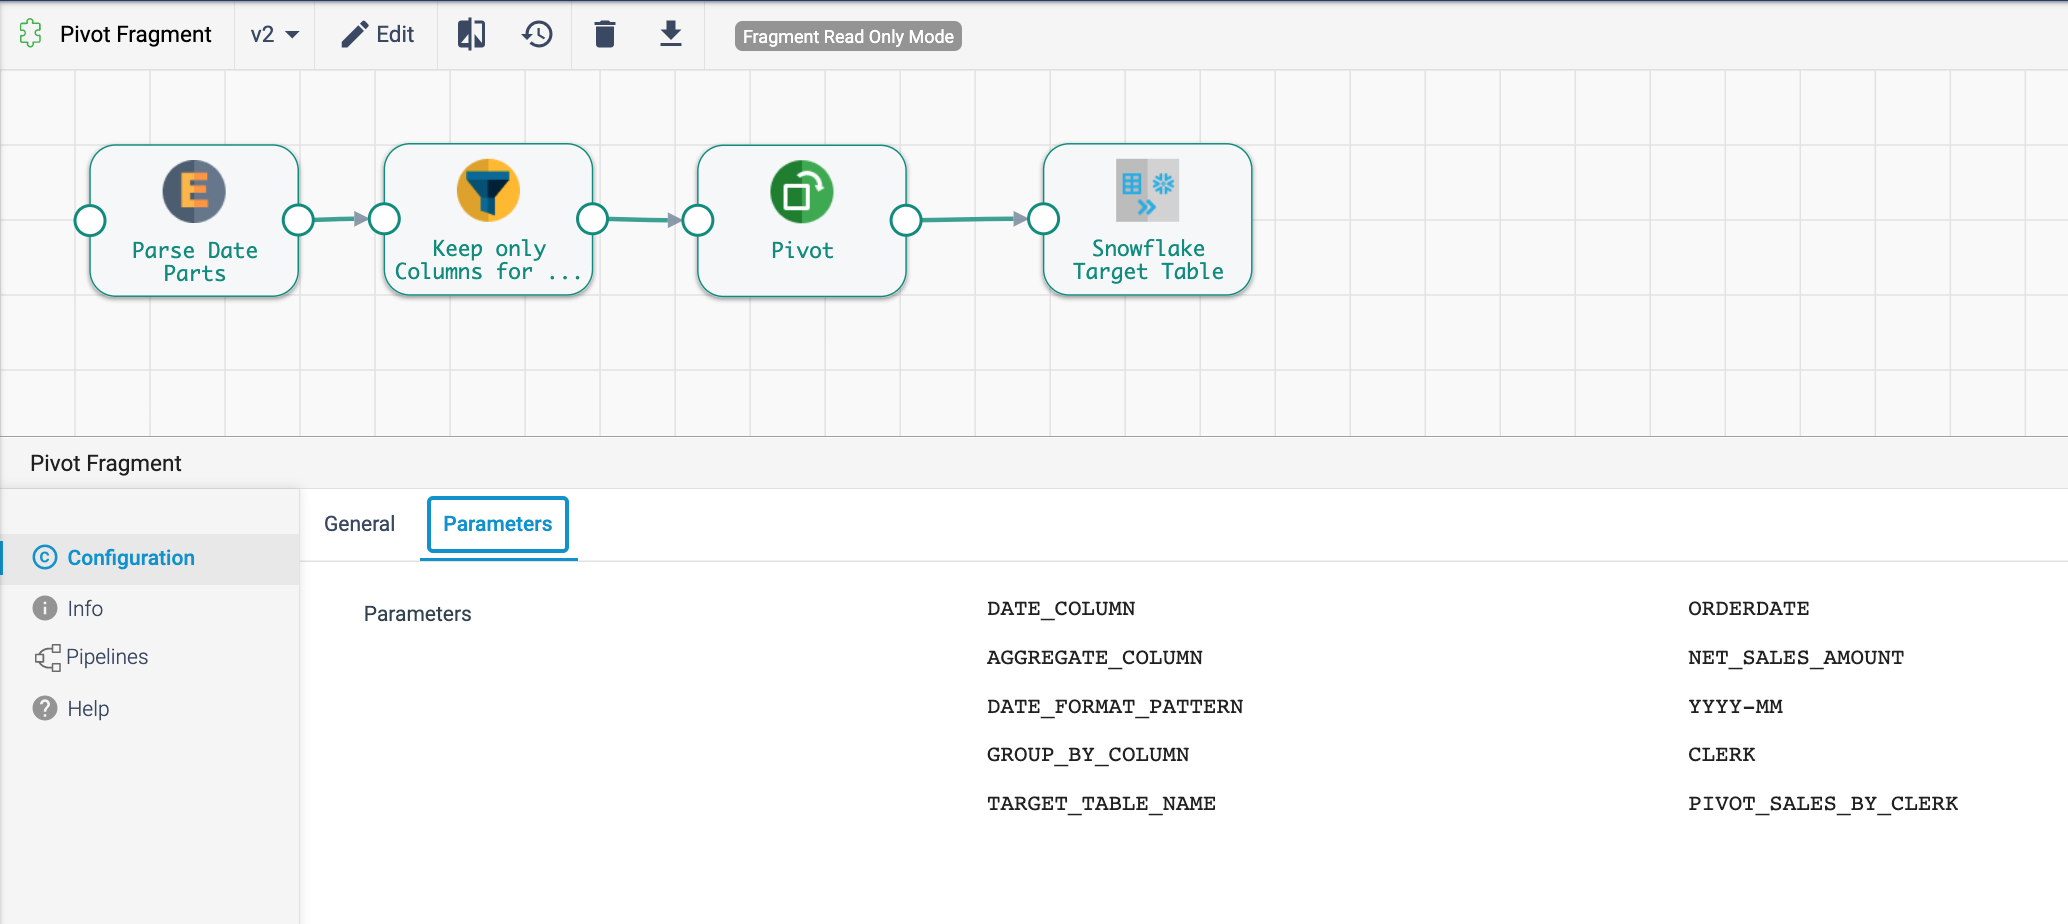 Pivot Fragment
v2
Edit
Fragment Read Only Mode
E
Parse Date
Parts
Keep only
Columns for ...
Pivot
Snowflake
Target Table
Pivot Fragment
Configuration
Info
Pipelines
Help
General
Parameters
Parameters
DATE_COLUMN ORDERDATE
AGGREGATE_COLUMN NET_SALES_AMOUNT
DATE_FORMAT_PATTERN YYYY-MM
GROUP_BY_COLUMN CLERK
TARGET_TABLE_NAME PIVOT_SALES_BY_CLERK